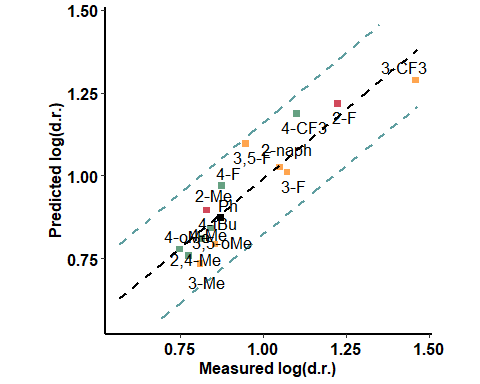 1.50
1.25
1.00
0.75
Predicted log(d.r.)
3-CF3
2-F
4-CF3
2-naph
3,5-F
3-F
4-F
2-Me
Ph
4-tBu
4-Me
4-oMe
3,5-oMe
2,4-Me
3-Me
0.75 1.00 1.25 1.50
Measured log(d.r.)